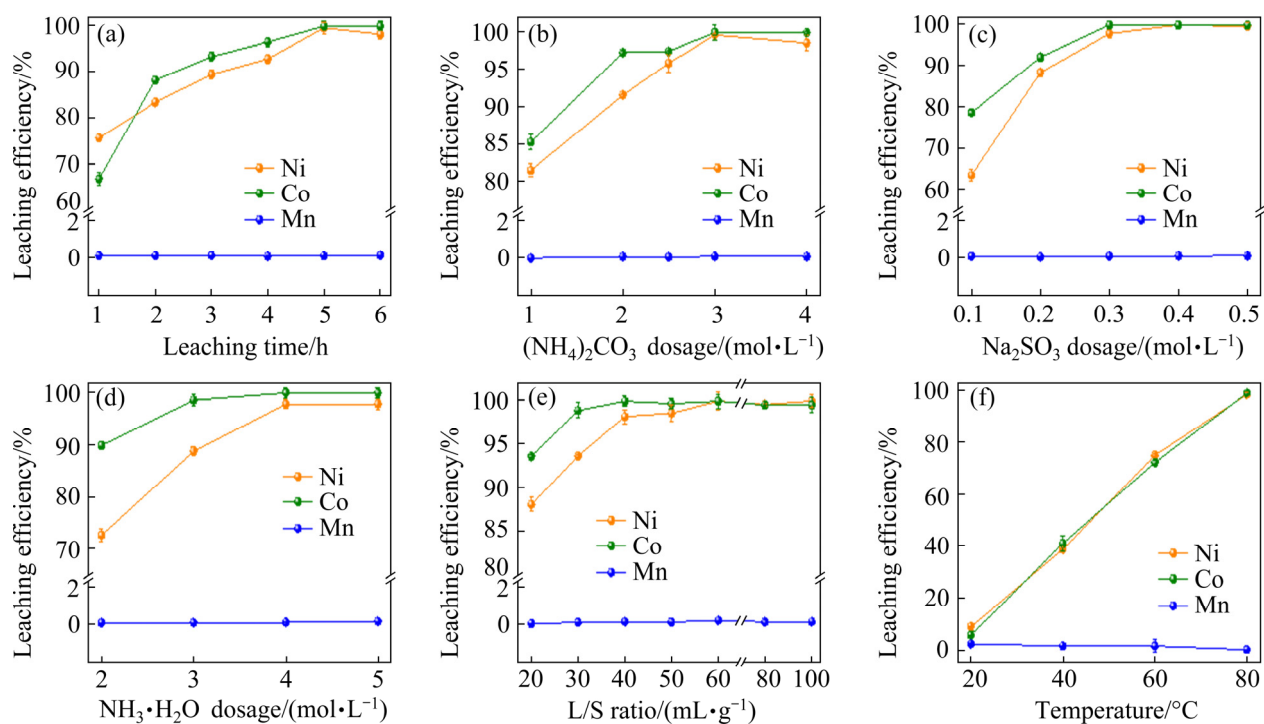 (a)
Leaching efficiency/%
100
90
80
70
60
2
0
Ni
Co
Mn
1 2 3 4 5 6
Leaching time/h
(b)
Leaching efficiency/%
100
95
90
85
80
2
0
Ni
Co
Mn
1 2 3 4
(NH₄)₂CO₃ dosage/(mol•L⁻¹)
(c)
Leaching efficiency/%
100
90
80
70
60
2
0
Ni
Co
Mn
0.1 0.2 0.3 0.4 0.5
Na₂SO₃ dosage/(mol•L⁻¹)
(d)
Leaching efficiency/%
100
90
80
70
2
0
Ni
Co
Mn
2 3 4 5
NH₃•H₂O dosage/(mol•L⁻¹)
(e)
Leaching efficiency/%
100
95
90
85
80
2
0
Ni
Co
Mn
20 30 40 50 60 80 100
L/S ratio/(mL•g⁻¹)
(f)
Leaching efficiency/%
100
80
60
40
20
0
Ni
Co
Mn
20 40 60 80
Temperature/°C